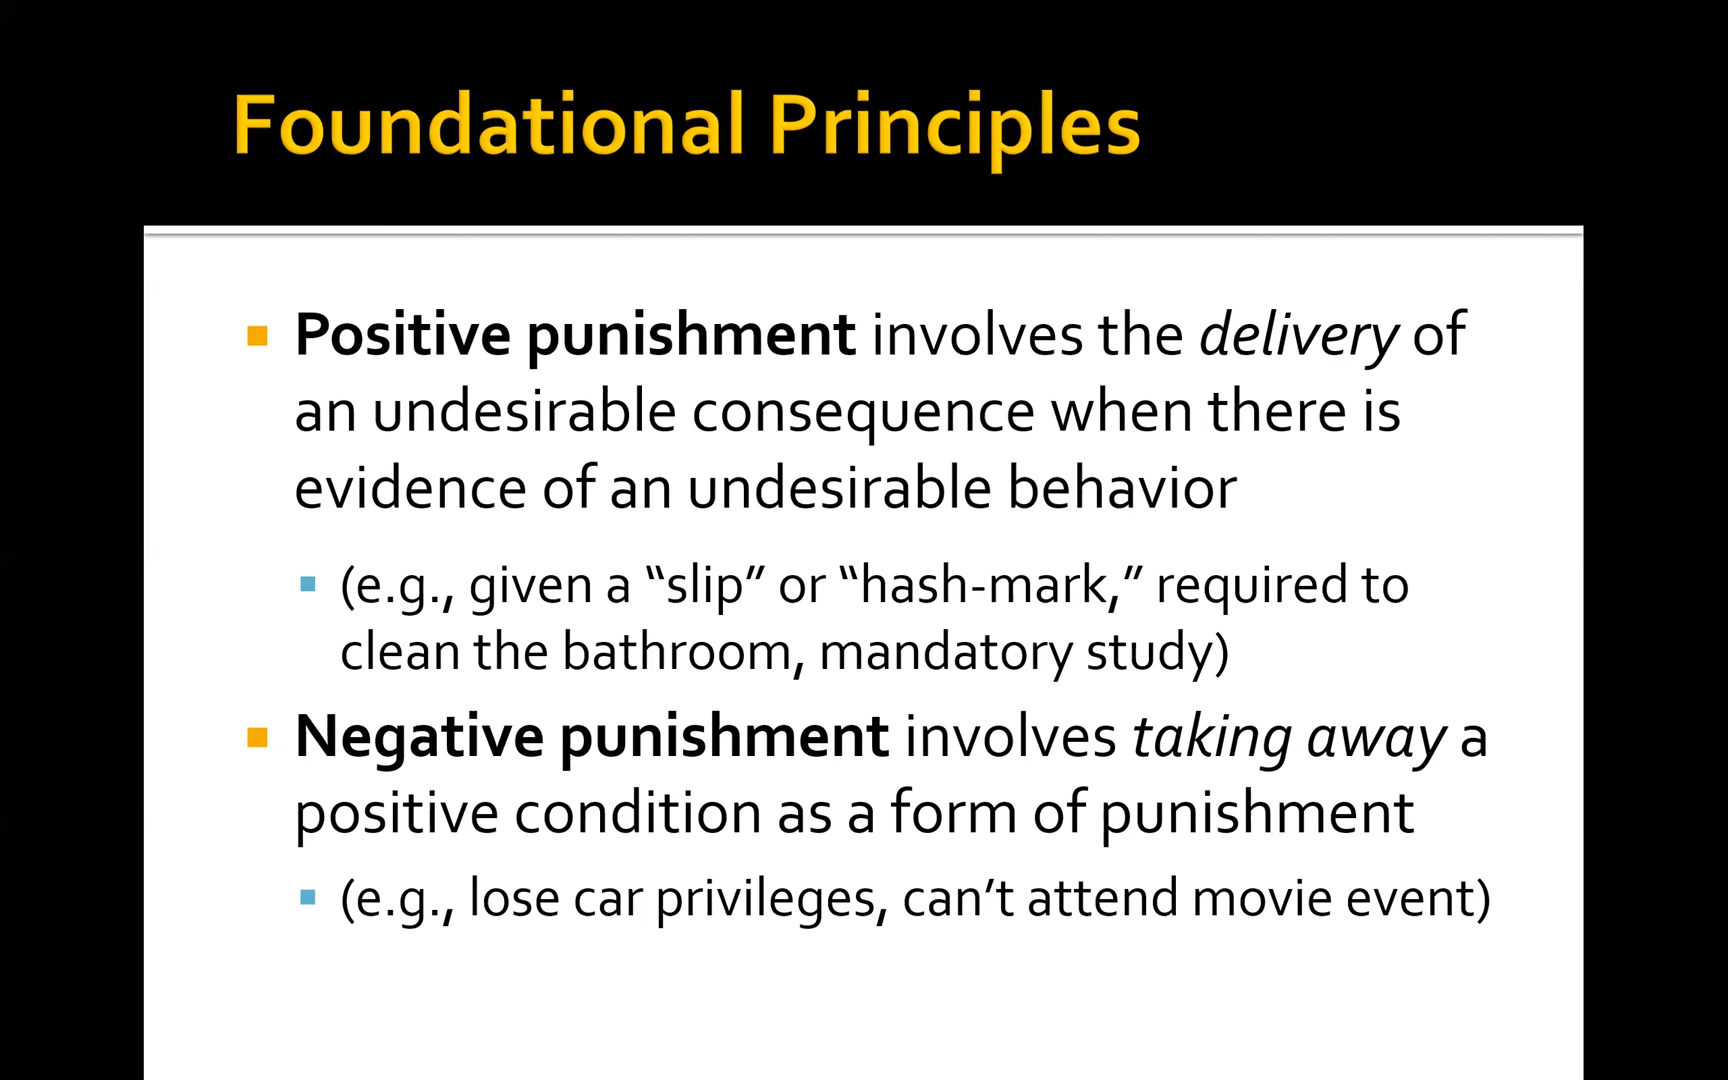 Foundational Principles
Positive punishment involves the delivery of
an undesirable consequence when there is
evidence of an undesirable behavior
(e.g., given a “slip” or “hash-mark,” required to
clean the bathroom, mandatory study)
Negative punishment involves taking away a
positive condition as a form of punishment
(e.g., lose car privileges, can’t attend movie event)